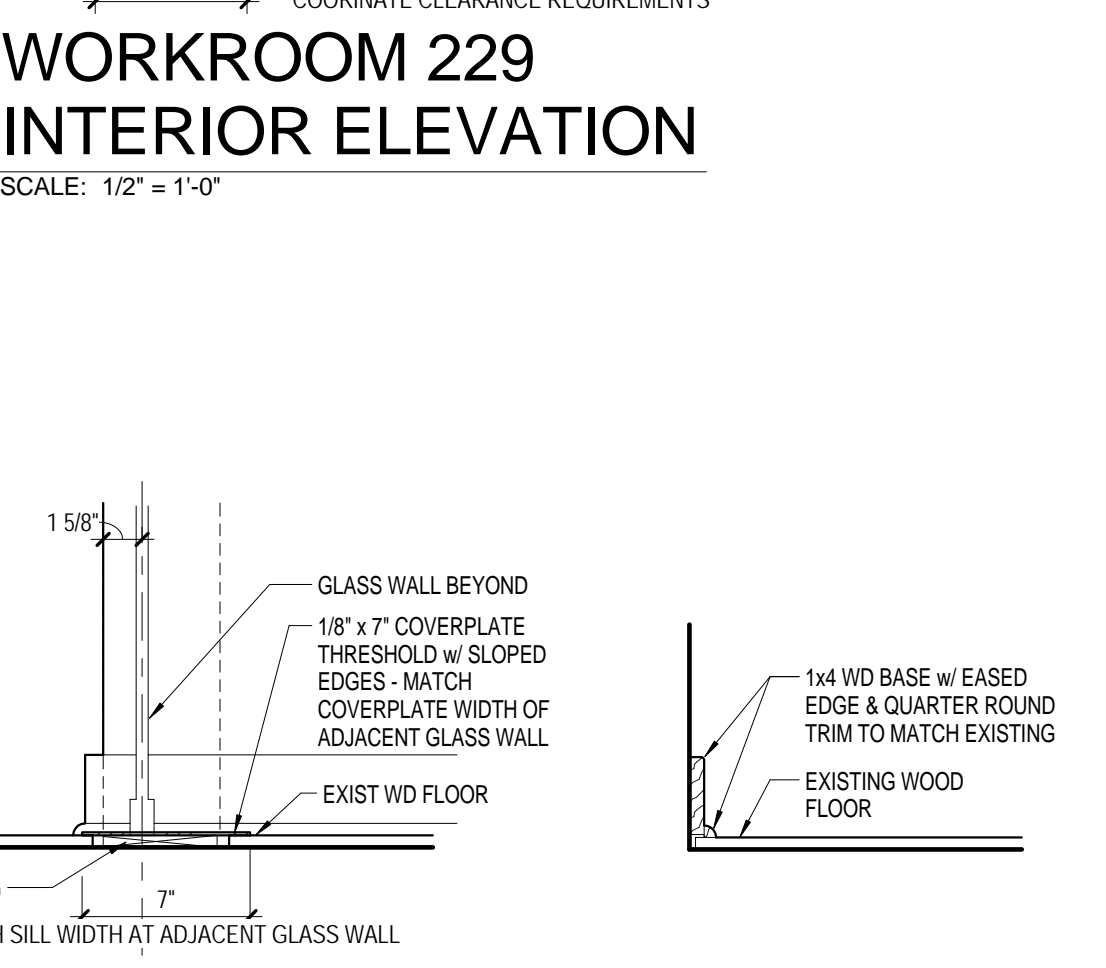 COORINATE CLEARANCE REQUIREMENTS
WORKROOM 229
INTERIOR ELEVATION
SCALE: 1/2" = 1'-0"
1 5/8"
GLASS WALL BEYOND
1/8" x 7" COVERPLATE
THRESHOLD w/ SLOPED
EDGES - MATCH
COVERPLATE WIDTH OF
ADJACENT GLASS WALL
EXIST WD FLOOR
7"
SILL WIDTH AT ADJACENT GLASS WALL
1x4 WD BASE w/ EASED
EDGE & QUARTER ROUND
TRIM TO MATCH EXISTING
EXISTING WOOD
FLOOR